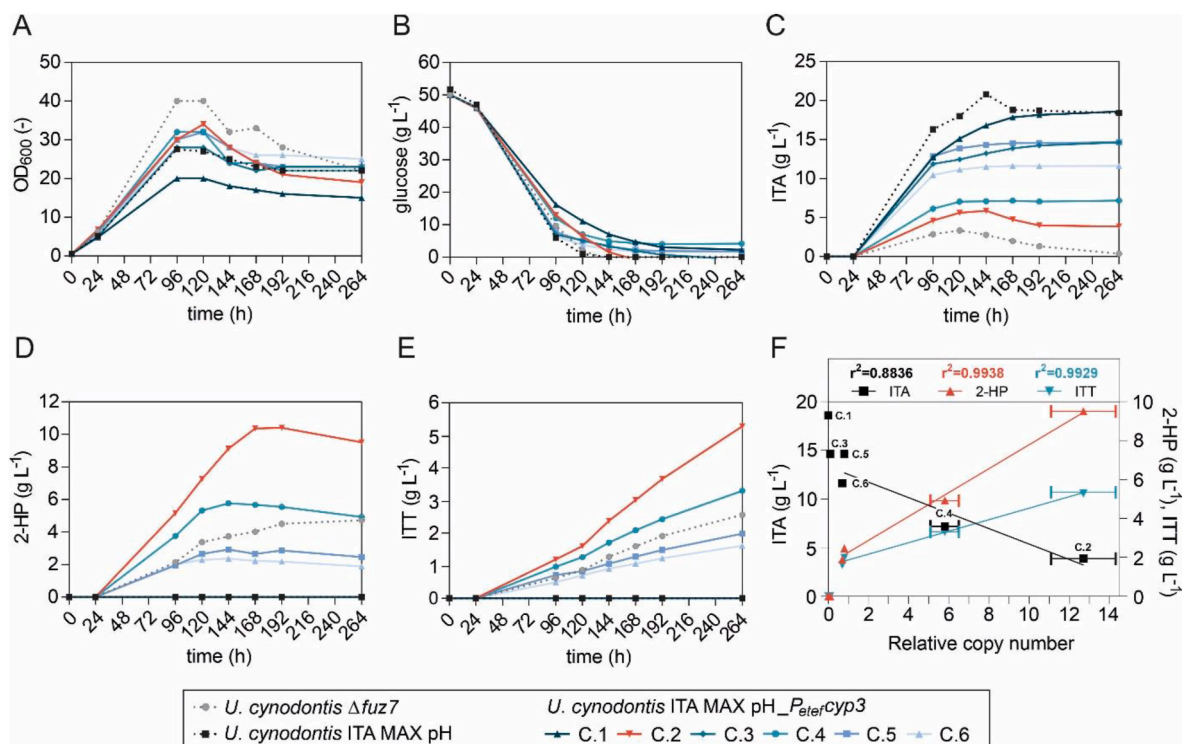 A
50
40
30
20
10
0
OD600 (-)
0 24 48 72 96 120 144 168 192 216 240 264
time (h)
B
60
50
40
30
20
10
0
glucose (g L-1)
0 24 48 72 96 120 144 168 192 216 240 264
time (h)
C
25
20
15
10
5
0
ITA (g L-1)
0 24 48 72 96 120 144 168 192 216 240 264
time (h)
D
12
10
8
6
4
2
0
2-HP (g L-1)
0 24 48 72 96 120 144 168 192 216 240 264
time (h)
E
6
5
4
3
2
1
0
ITT (g L-1)
0 24 48 72 96 120 144 168 192 216 240 264
time (h)
F
r2=0.8836 r2=0.9938 r2=0.9929
ITA 2-HP ITT
20
15
10
5
0
ITA (g L-1)
C.1
C.3
C.5
C.6
C.4
C.2
10
8
6
4
2
0
2-HP (g L-1), ITT (g L-1)
0 2 4 6 8 10 12 14
Relative copy number
U. cynodontis Δfuz7
U. cynodontis ITA MAX pH
U. cynodontis ITA MAX pH_Petefcyp3
C.1 C.2 C.3 C.4 C.5 C.6